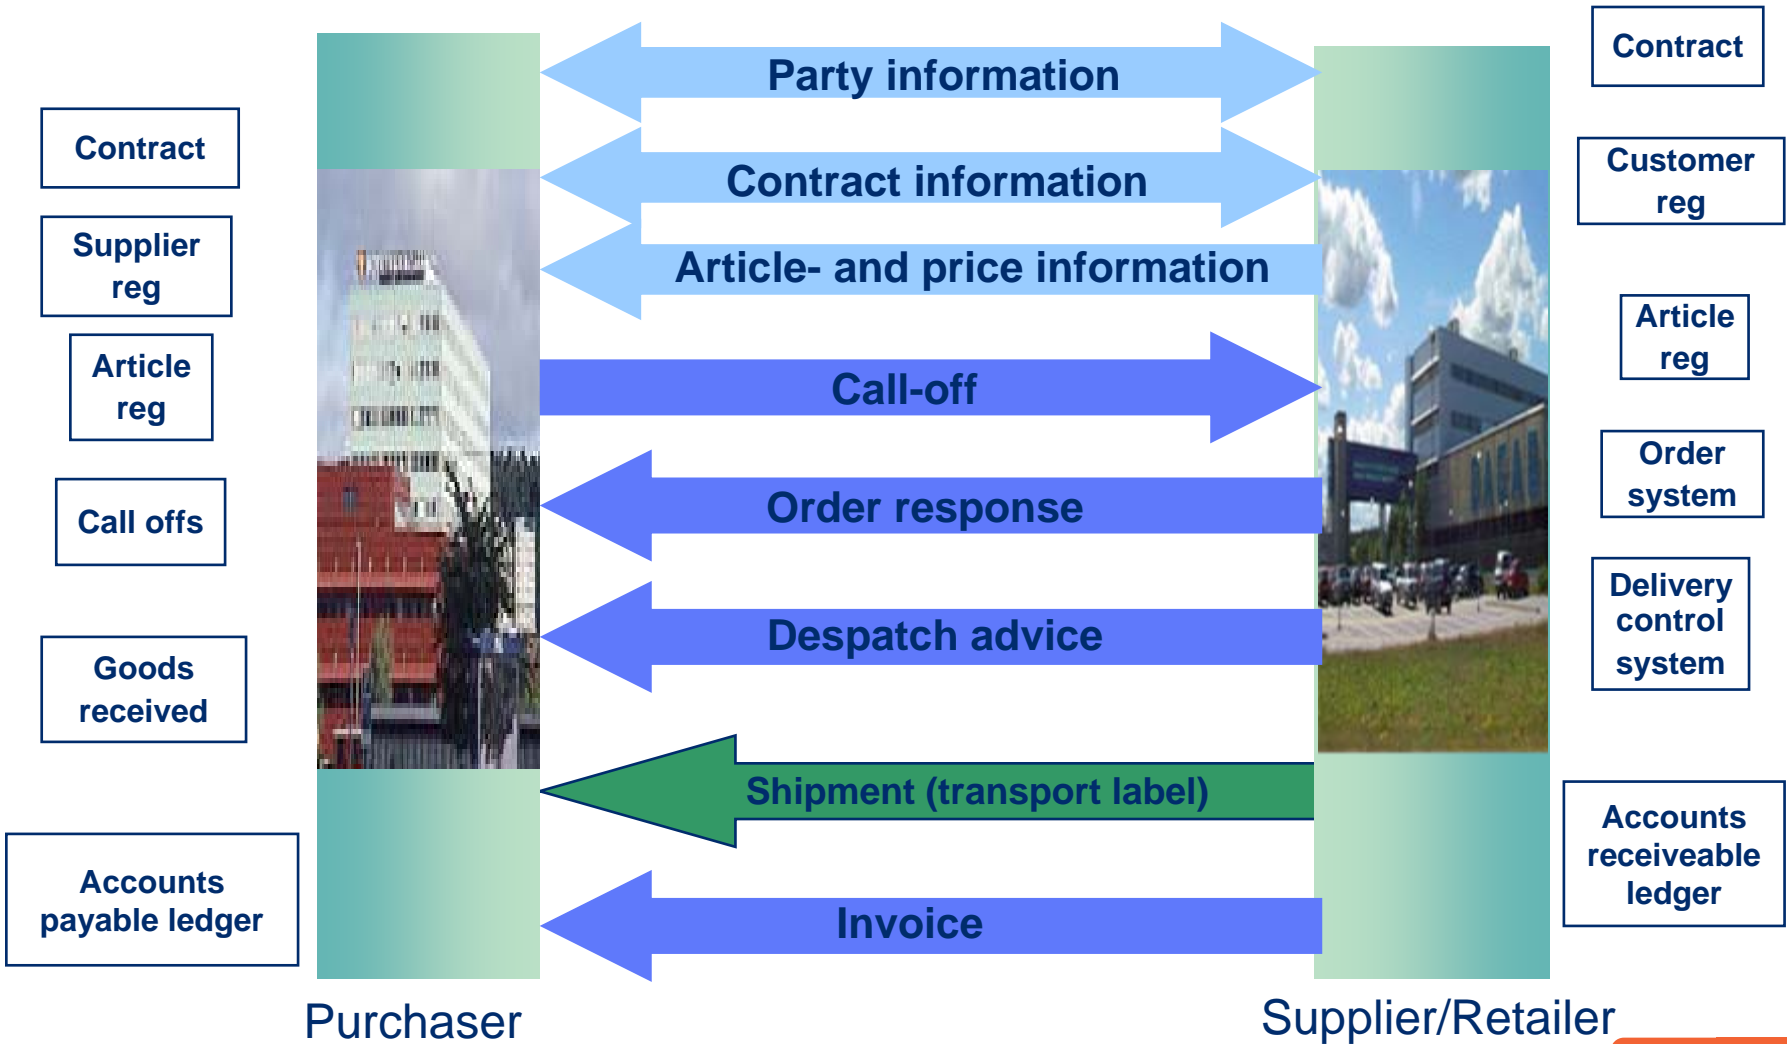 Contract
Supplier
reg
Article
reg
Call offs
Goods
received
Accounts
payable ledger
Party information
Contract information
Article- and price information
Call-off
Order response
Despatch advice
Shipment (transport label)
Invoice
Contract
Customer
reg
Article
reg
Order
system
Delivery
control
system
Accounts
receiveable
ledger
Purchaser
Supplier/Retailer